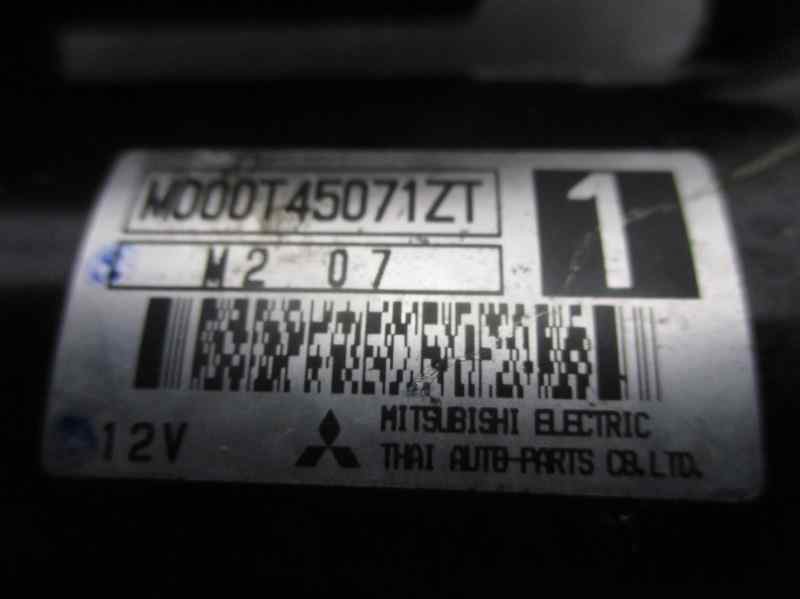 M000T45071ZT
1
M2 07
12V
MITSUBISHI ELECTRIC
THAI AUTO-PARTS CO.LTD.